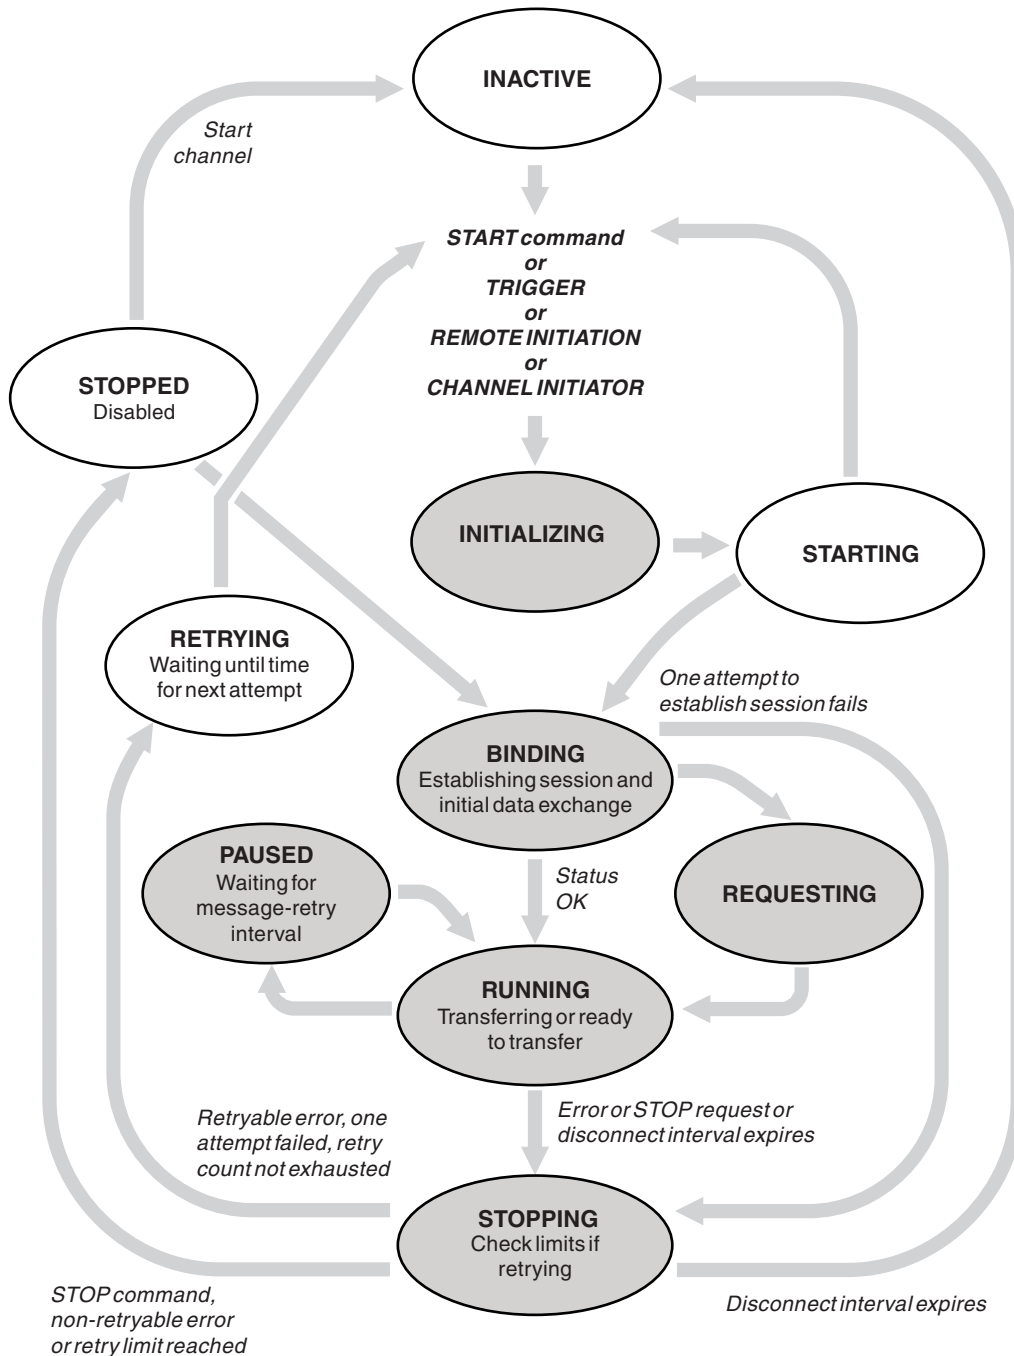 INACTIVE
Start
channel
START command
or
TRIGGER
or
REMOTE INITIATION
or
CHANNEL INITIATOR
STOPPED
Disabled
INITIALIZING
STARTING
RETRYING
Waiting until time
for next attempt
One attempt to
establish session fails
BINDING
Establishing session and
initial data exchange
PAUSED
Waiting for
message-retry
interval
Status
OK
REQUESTING
RUNNING
Transferring or ready
to transfer
Retryable error, one
attempt failed, retry
count not exhausted
Error or STOP request or
disconnect interval expires
STOPPING
Check limits if
retrying
STOP command,
non-retryable error
or retry limit reached
Disconnect interval expires